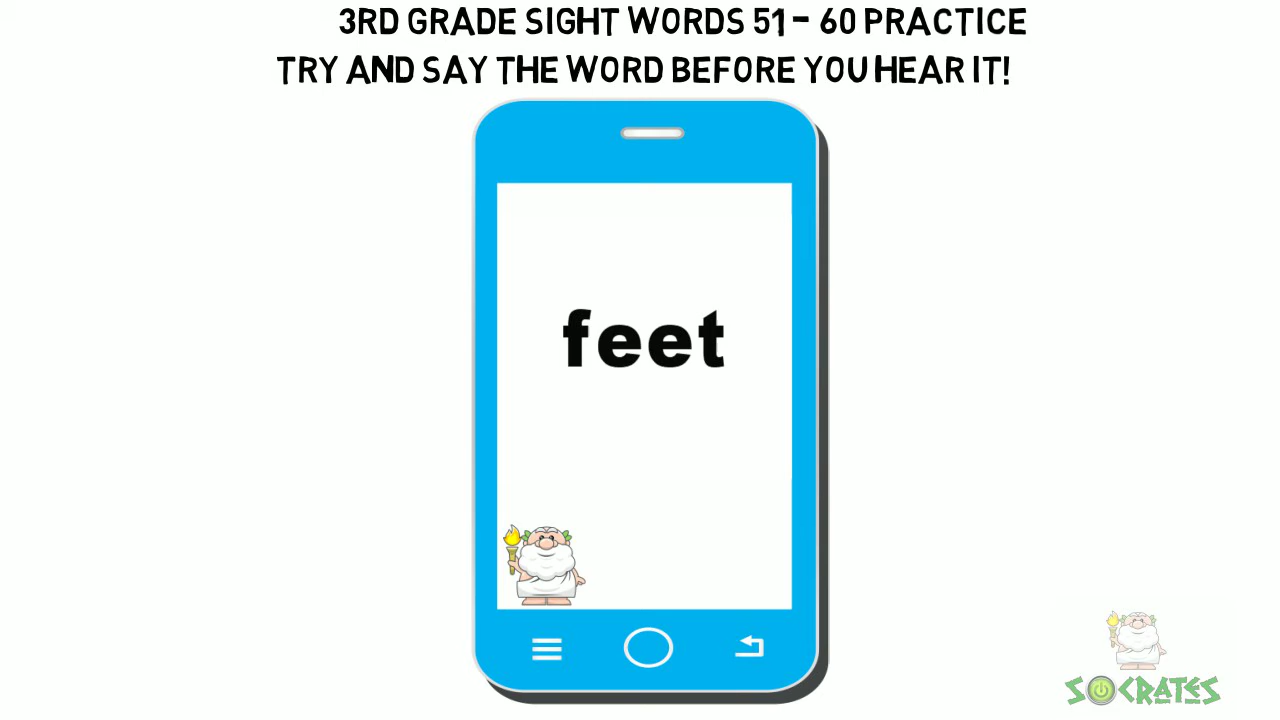 3RD GRADE SIGHT WORDS 51 - 60 PRACTICE
TRY AND SAY THE WORD BEFORE YOU HEAR IT!
feet
SOCRATES